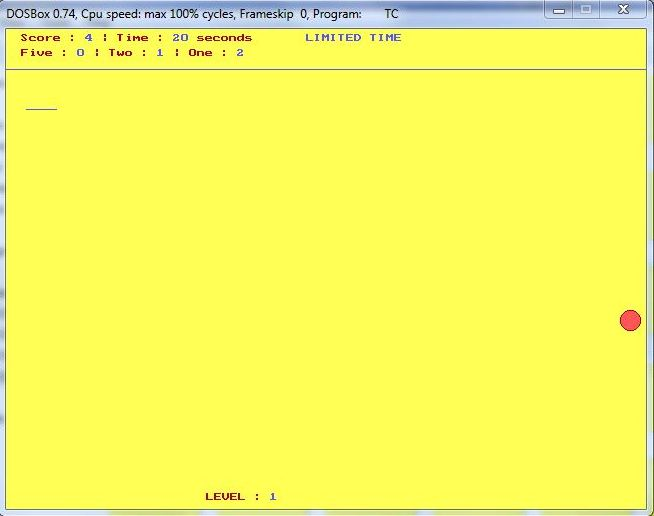 DOSBox 0.74, Cpu speed: max 100% cycles, Frameskip 0, Program: TC
Score : 4 ¦ Time : 20 seconds LIMITED TIME
Five : 0 ¦ Two : 1 ¦ One : 2
LEVEL : 1